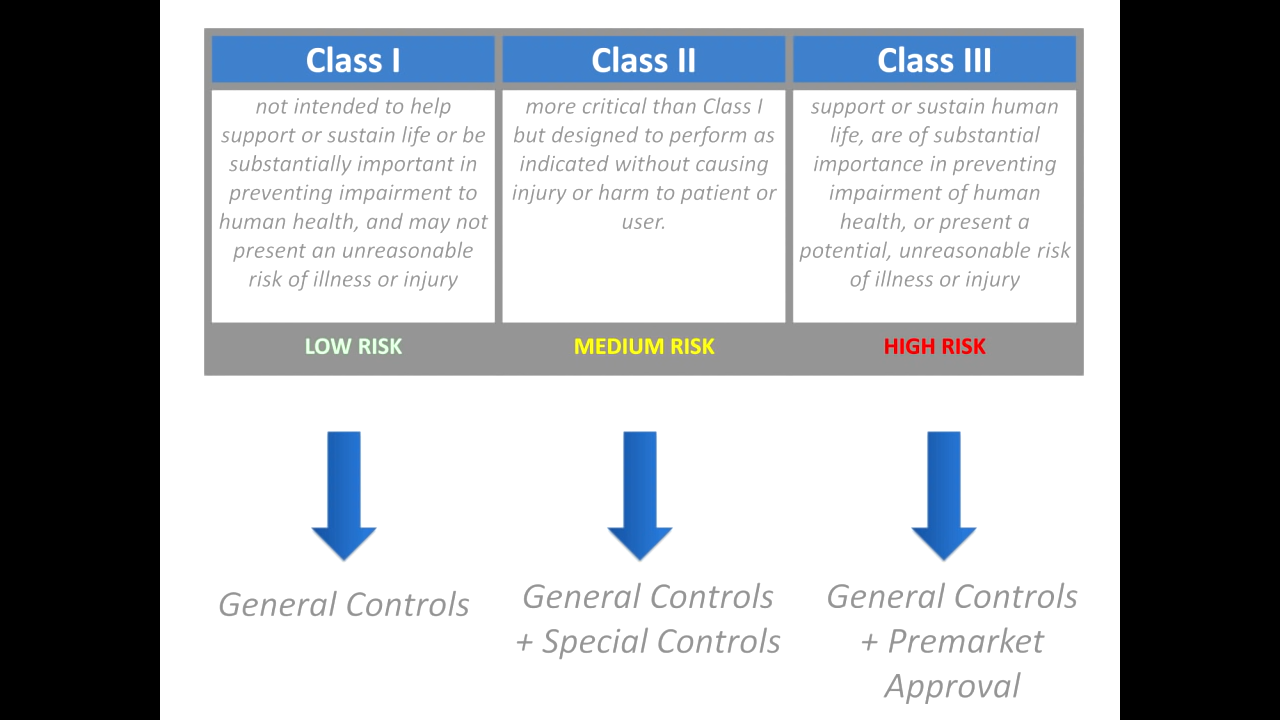 Class I
not intended to help
support or sustain life or be
substantially important in
preventing impairment to
human health, and may not
present an unreasonable
risk of illness or injury
LOW RISK
General Controls
Class II
more critical than Class I
but designed to perform as
indicated without causing
injury or harm to patient or
user.
MEDIUM RISK
General Controls
+ Special Controls
Class III
support or sustain human
life, are of substantial
importance in preventing
impairment of human
health, or present a
potential, unreasonable risk
of illness or injury
HIGH RISK
General Controls
+ Premarket
Approval